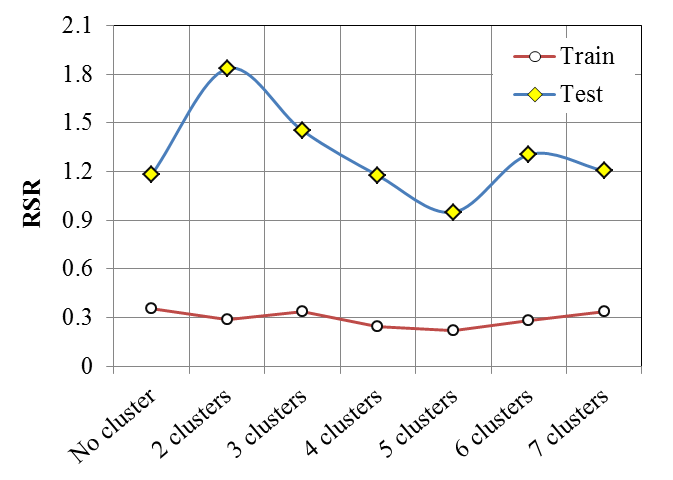 2.1
1.8
1.5
1.2
0.9
0.6
0.3
0
RSR
Train
Test
No cluster
2 clusters
3 clusters
4 clusters
5 clusters
6 clusters
7 clusters